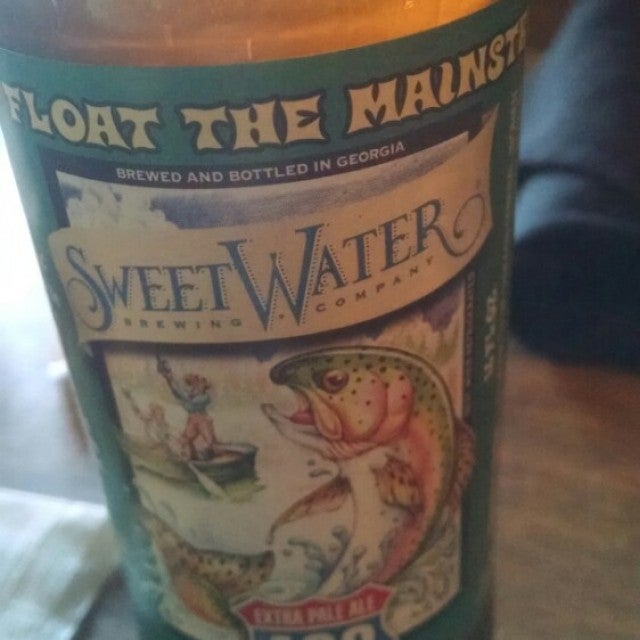 FLOAT THE MAINST
BREWED AND BOTTLED IN GEORGIA
SWEETWATER
BREWING COMPANY
EXTRA PALE ALE